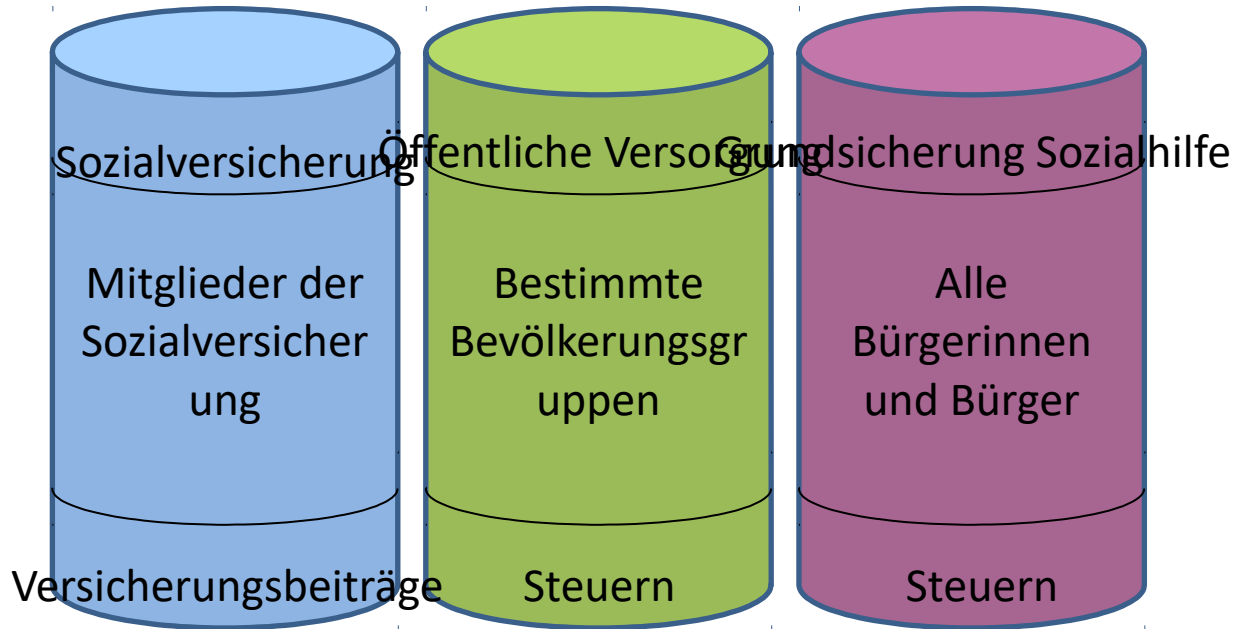 Sozialversicherung
Öffentliche Versorgung
Grundsicherung Sozialhilfe
Mitglieder der
Sozialversicher
ung
Bestimmte
Bevölkerungsgr
uppen
Alle
Bürgerinnen
und Bürger
Versicherungsbeiträge
Steuern
Steuern